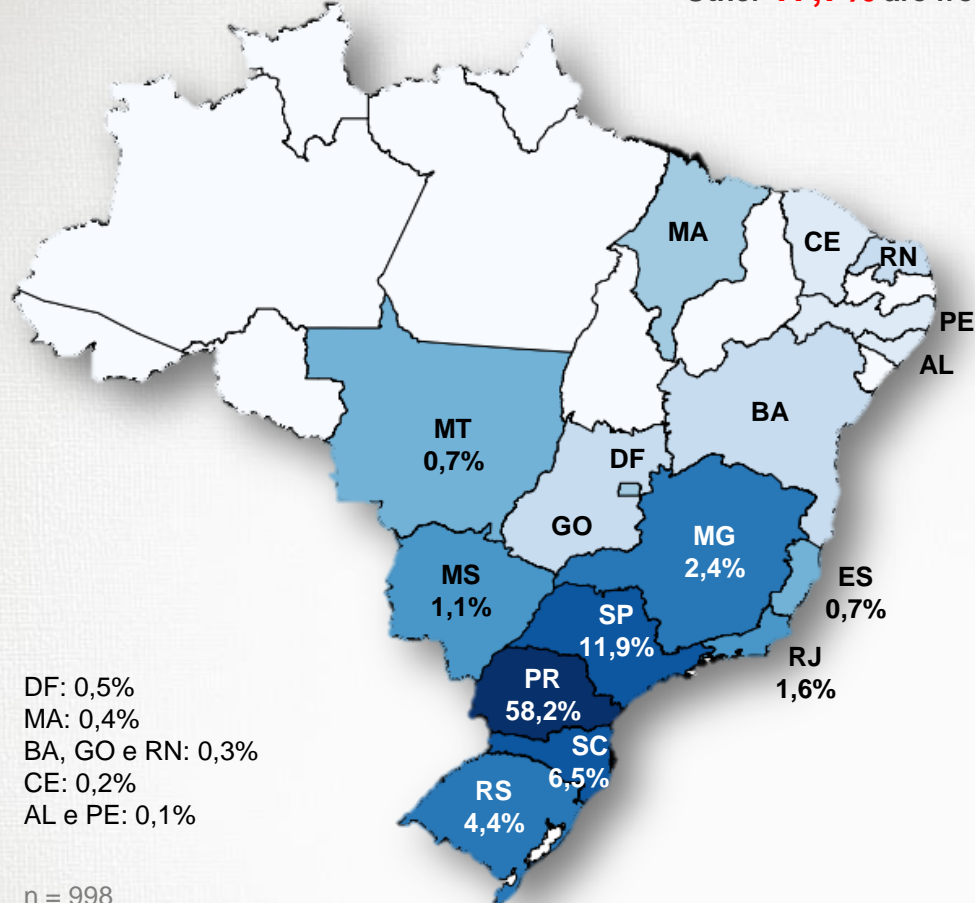 are
MA
CE
RN
PE
AL
BA
MT
0,7%
DF
GO
MG
2,4%
MS
1,1%
ES
0,7%
SP
11,9%
RJ
1,6%
PR
58,2%
SC
6,5%
RS
4,4%
DF: 0,5%
MA: 0,4%
BA, GO e RN: 0,3%
CE: 0,2%
AL e PE: 0,1%
n = 998